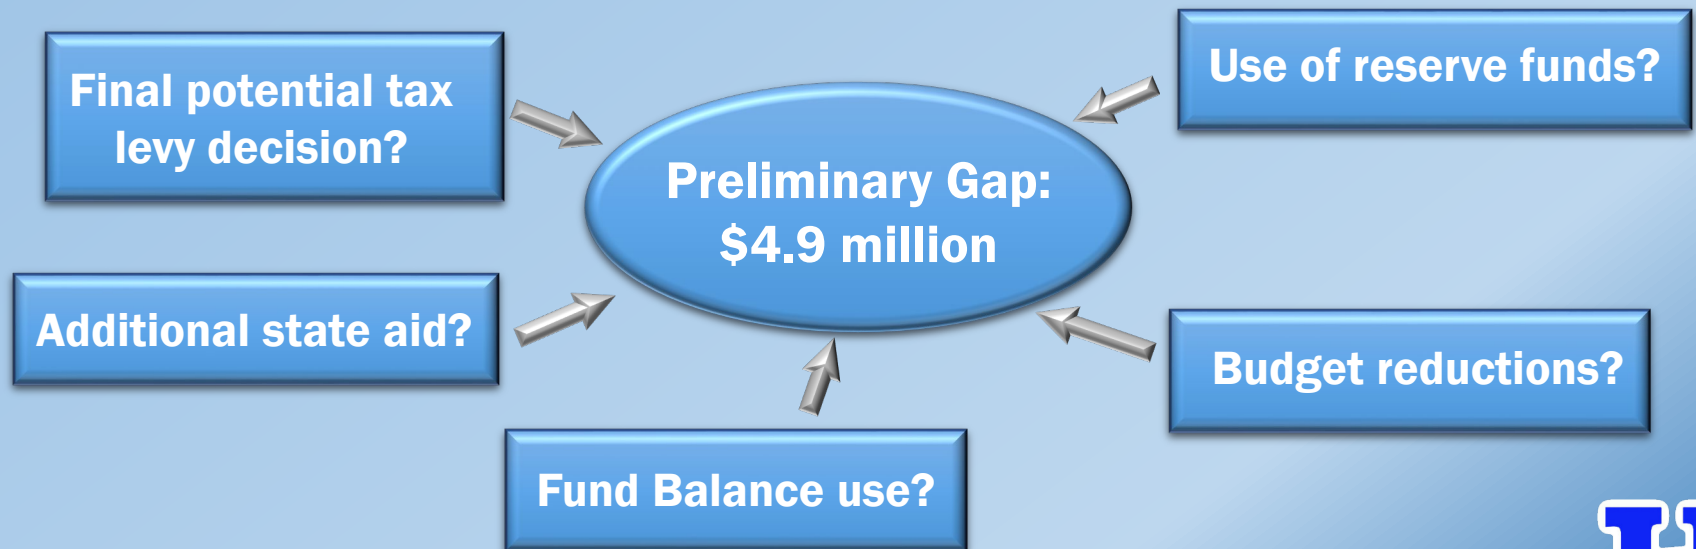 Final potential tax
levy decision?
Use of reserve funds?
Preliminary Gap:
$4.9 million
Additional state aid?
Budget reductions?
Fund Balance use?